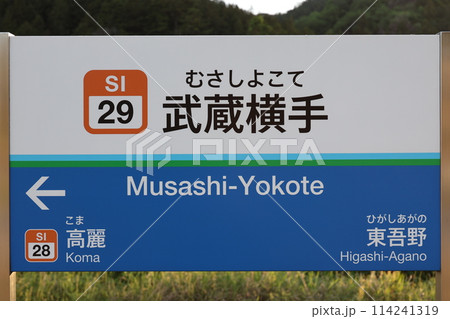 SI
29
むさしよこて
武蔵横手
Musashi-Yokote
こま
SI
28
高麗
Koma
ひがしあがの
東吾野
Higashi-Agano
114241319